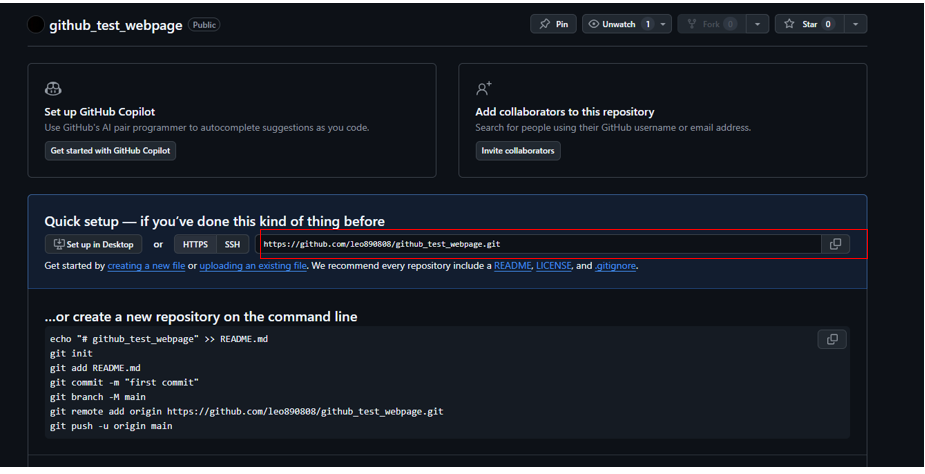 github_test_webpage Public Pin Unwatch 1 Fork 0 Star 0
Set up GitHub Copilot
Use GitHub's AI pair programmer to autocomplete suggestions as you code.
Get started with GitHub Copilot
Add collaborators to this repository
Search for people using their GitHub username or email address.
Invite collaborators
Quick setup — if you've done this kind of thing before
Set up in Desktop or HTTPS SSH https://github.com/leo890808/github_test_webpage.git
Get started by creating a new file or uploading an existing file. We recommend every repository include a README, LICENSE, and .gitignore.
...or create a new repository on the command line
echo "# github_test_webpage" >> README.md
git init
git add README.md
git commit -m "first commit"
git branch -M main
git remote add origin https://github.com/leo890808/github_test_webpage.git
git push -u origin main